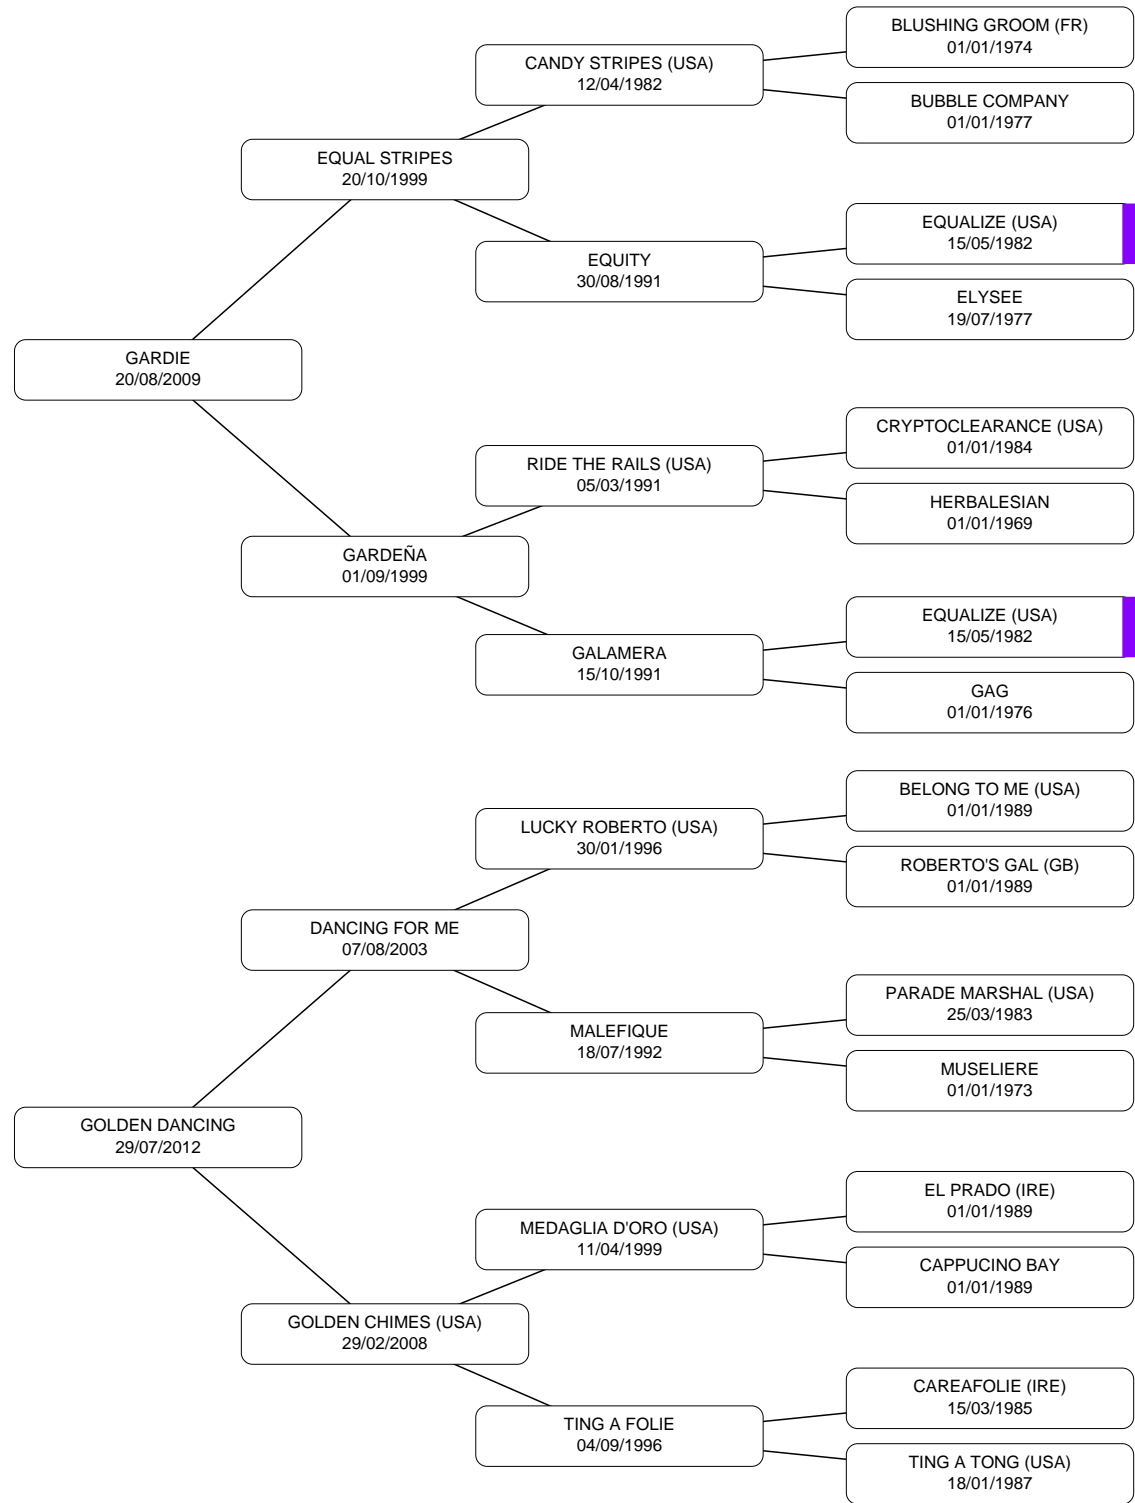 BLUSHING GROOM (FR)
01/01/1974
CANDY STRIPES (USA)
12/04/1982
BUBBLE COMPANY
01/01/1977
EQUAL STRIPES
20/10/1999
EQUALIZE (USA)
15/05/1982
EQUITY
30/08/1991
ELYSEE
19/07/1977
GARDIE
20/08/2009
CRYPTOCLEARANCE (USA)
01/01/1984
RIDE THE RAILS (USA)
05/03/1991
HERBALESIAN
01/01/1969
GARDEÑA
01/09/1999
EQUALIZE (USA)
15/05/1982
GALAMERA
15/10/1991
GAG
01/01/1976
BELONG TO ME (USA)
01/01/1989
LUCKY ROBERTO (USA)
30/01/1996
ROBERTO'S GAL (GB)
01/01/1989
DANCING FOR ME
07/08/2003
PARADE MARSHAL (USA)
25/03/1983
MALEFIQUE
18/07/1992
MUSELIERE
01/01/1973
GOLDEN DANCING
29/07/2012
EL PRADO (IRE)
01/01/1989
MEDAGLIA D'ORO (USA)
11/04/1999
CAPPUCINO BAY
01/01/1989
GOLDEN CHIMES (USA)
29/02/2008
CAREAFOLIE (IRE)
15/03/1985
TING A FOLIE
04/09/1996
TING A TONG (USA)
18/01/1987